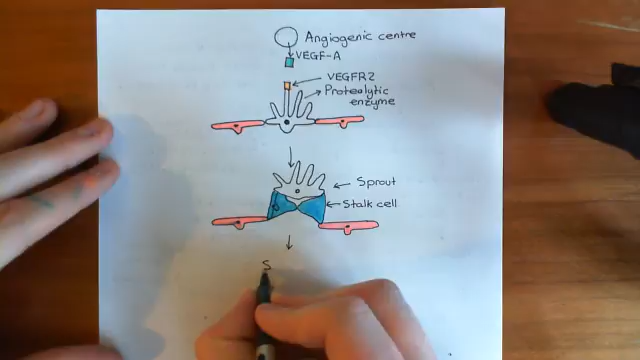 Angiogenic centre
VEGF-A
VEGFR2
Proteolytic
enzyme
Sprout
Stalk cell
S